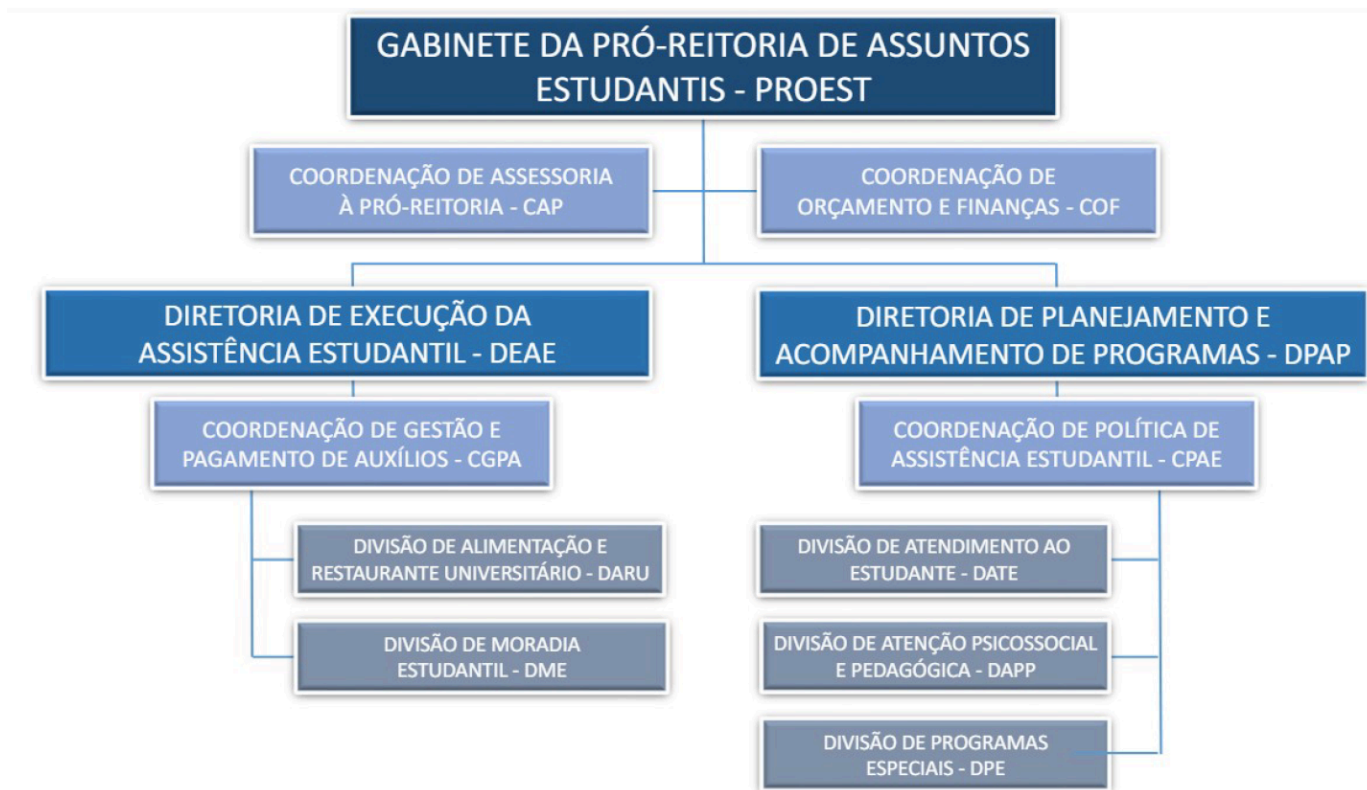 GABINETE DA PRÓ-REITORIA DE ASSUNTOS
ESTUDANTIS - PROEST
COORDENAÇÃO DE ASSESSORIA
À PRÓ-REITORIA - CAP
COORDENAÇÃO DE
ORÇAMENTO E FINANÇAS - COF
DIRETORIA DE EXECUÇÃO DA
ASSISTÊNCIA ESTUDANTIL - DEAE
DIRETORIA DE PLANEJAMENTO E
ACOMPANHAMENTO DE PROGRAMAS - DPAP
COORDENAÇÃO DE GESTÃO E
PAGAMENTO DE AUXÍLIOS - CGPA
COORDENAÇÃO DE POLÍTICA DE
ASSISTÊNCIA ESTUDANTIL - CPAE
DIVISÃO DE ALIMENTAÇÃO E
RESTAURANTE UNIVERSITÁRIO - DARU
DIVISÃO DE MORADIA
ESTUDANTIL - DME
DIVISÃO DE ATENDIMENTO AO
ESTUDANTE - DATE
DIVISÃO DE ATENÇÃO PSICOSSOCIAL
E PEDAGÓGICA - DAPP
DIVISÃO DE PROGRAMAS
ESPECIAIS - DPE